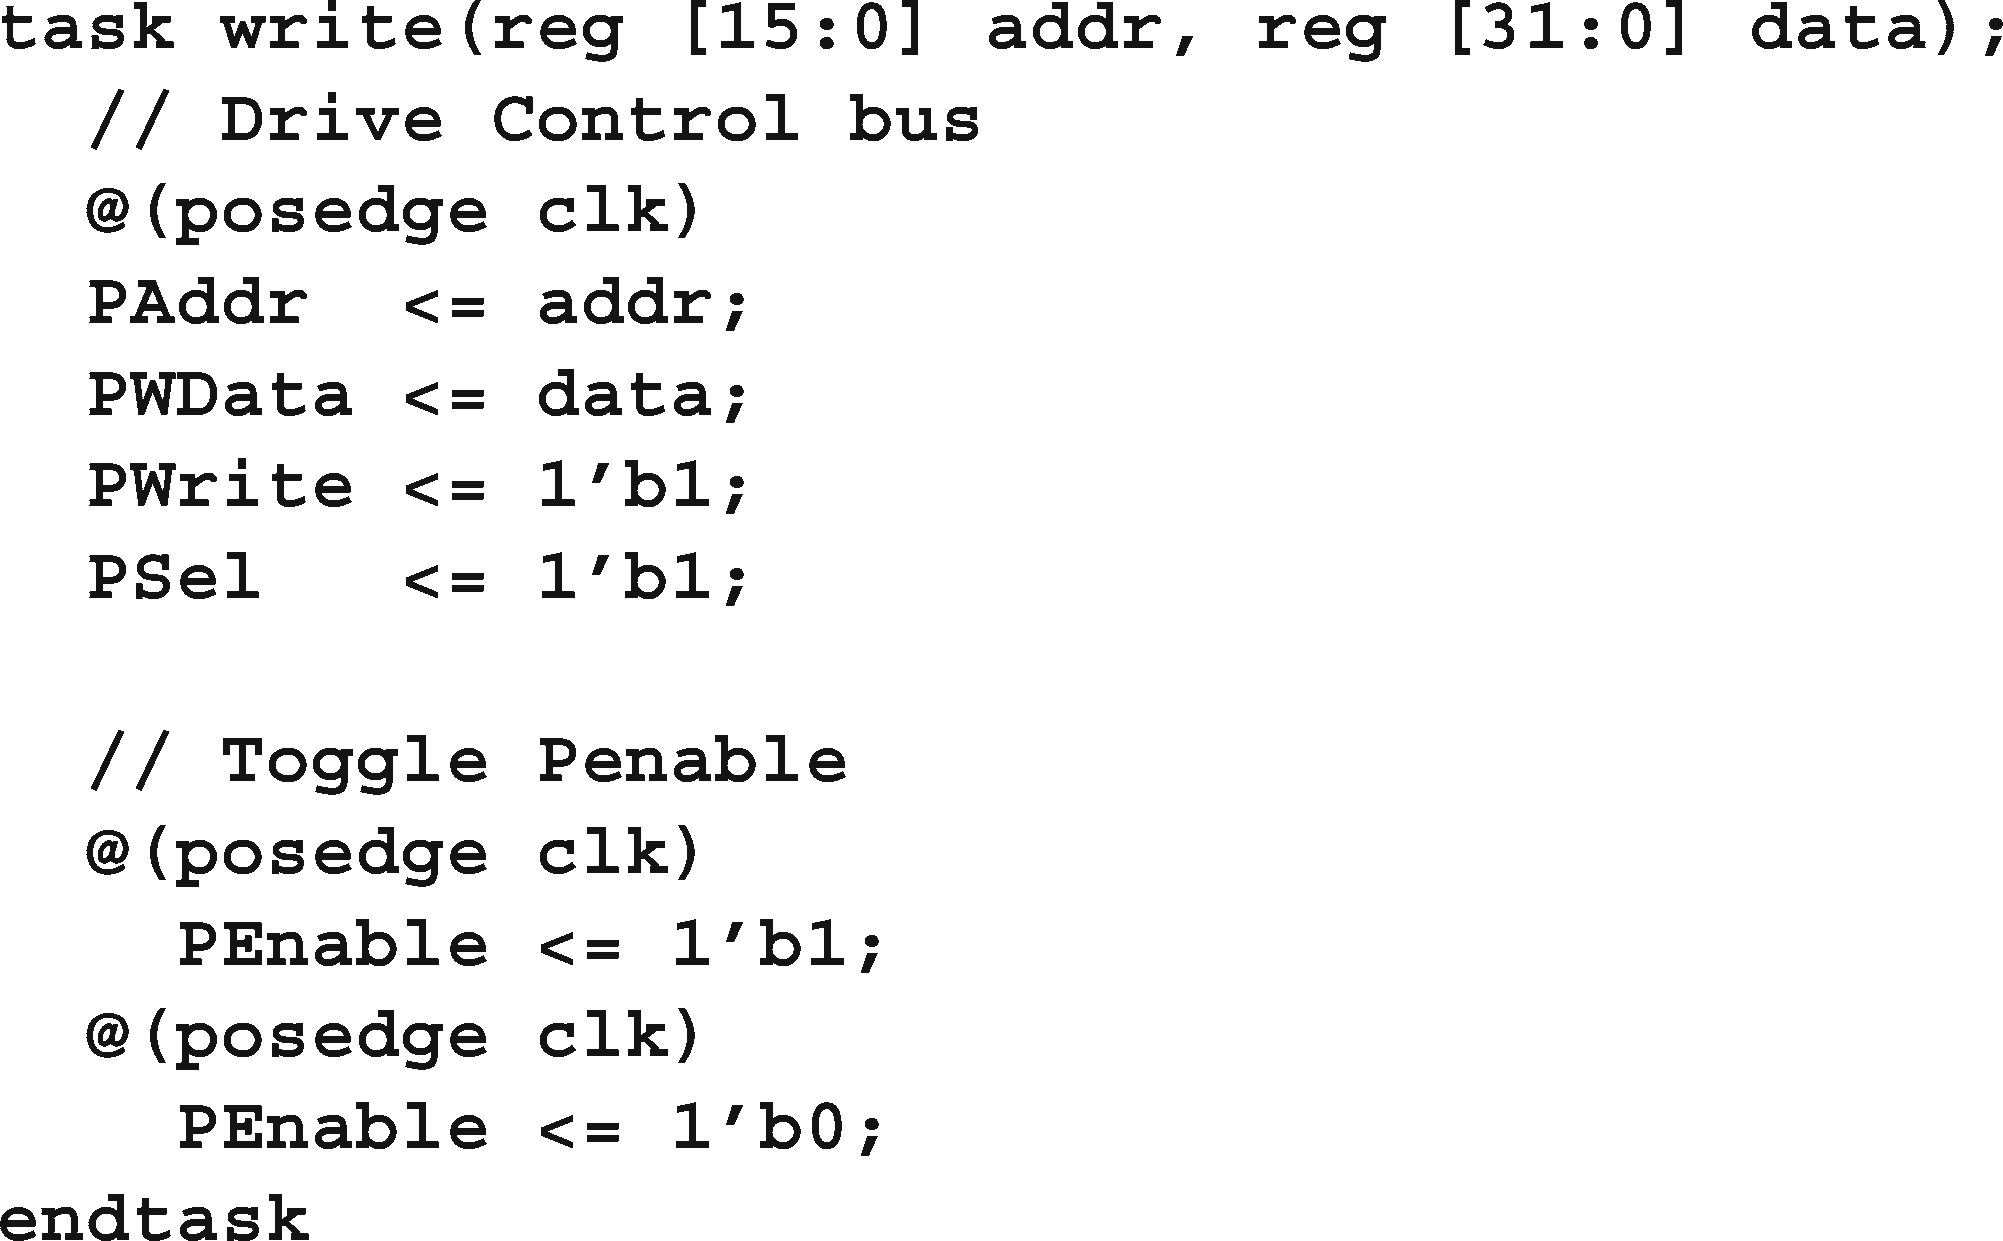 task write(reg [15:0] addr, reg [31:0] data);
  // Drive Control bus
  @(posedge clk)
  PAddr  <= addr;
  PWData <= data;
  PWrite <= 1’b1;
  PSel   <= 1’b1;

  // Toggle Penable
  @(posedge clk)
    PEnable <= 1’b1;
  @(posedge clk)
    PEnable <= 1’b0;
endtask